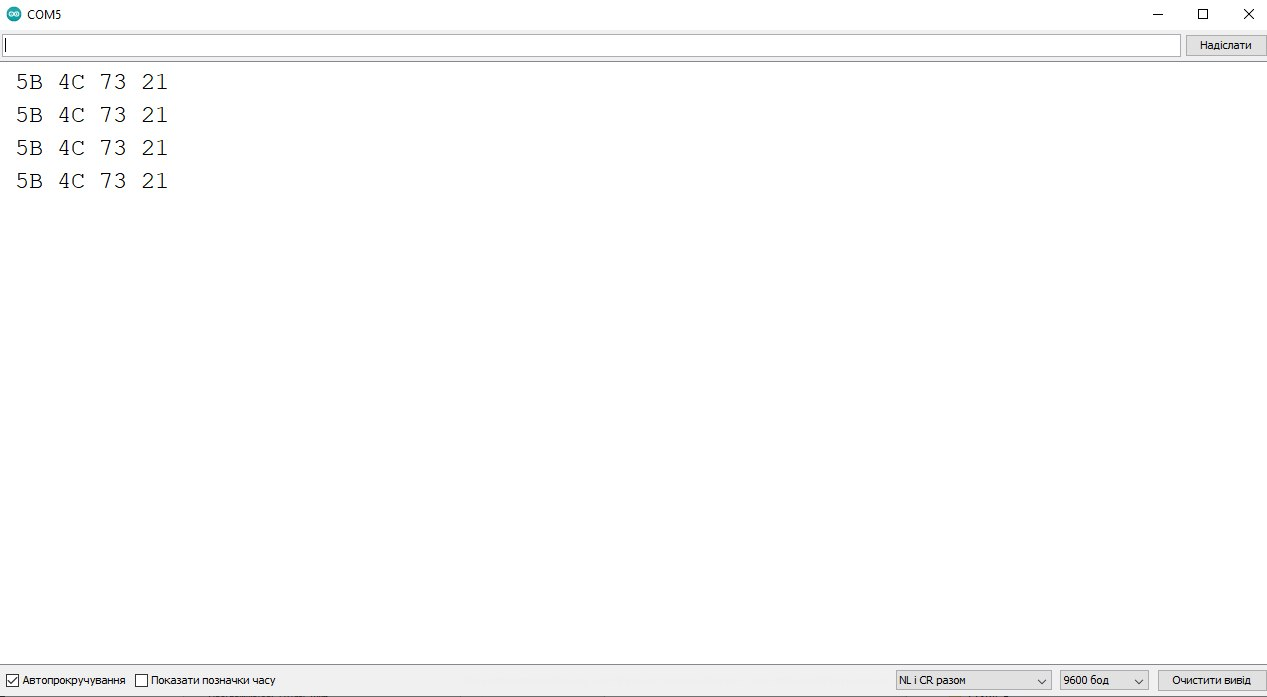 COM5
Надіслати
5B 4C 73 21
5B 4C 73 21
5B 4C 73 21
5B 4C 73 21
Автопрокручування Показати позначки часу NL і CR разом 9600 бод Очистити вивід